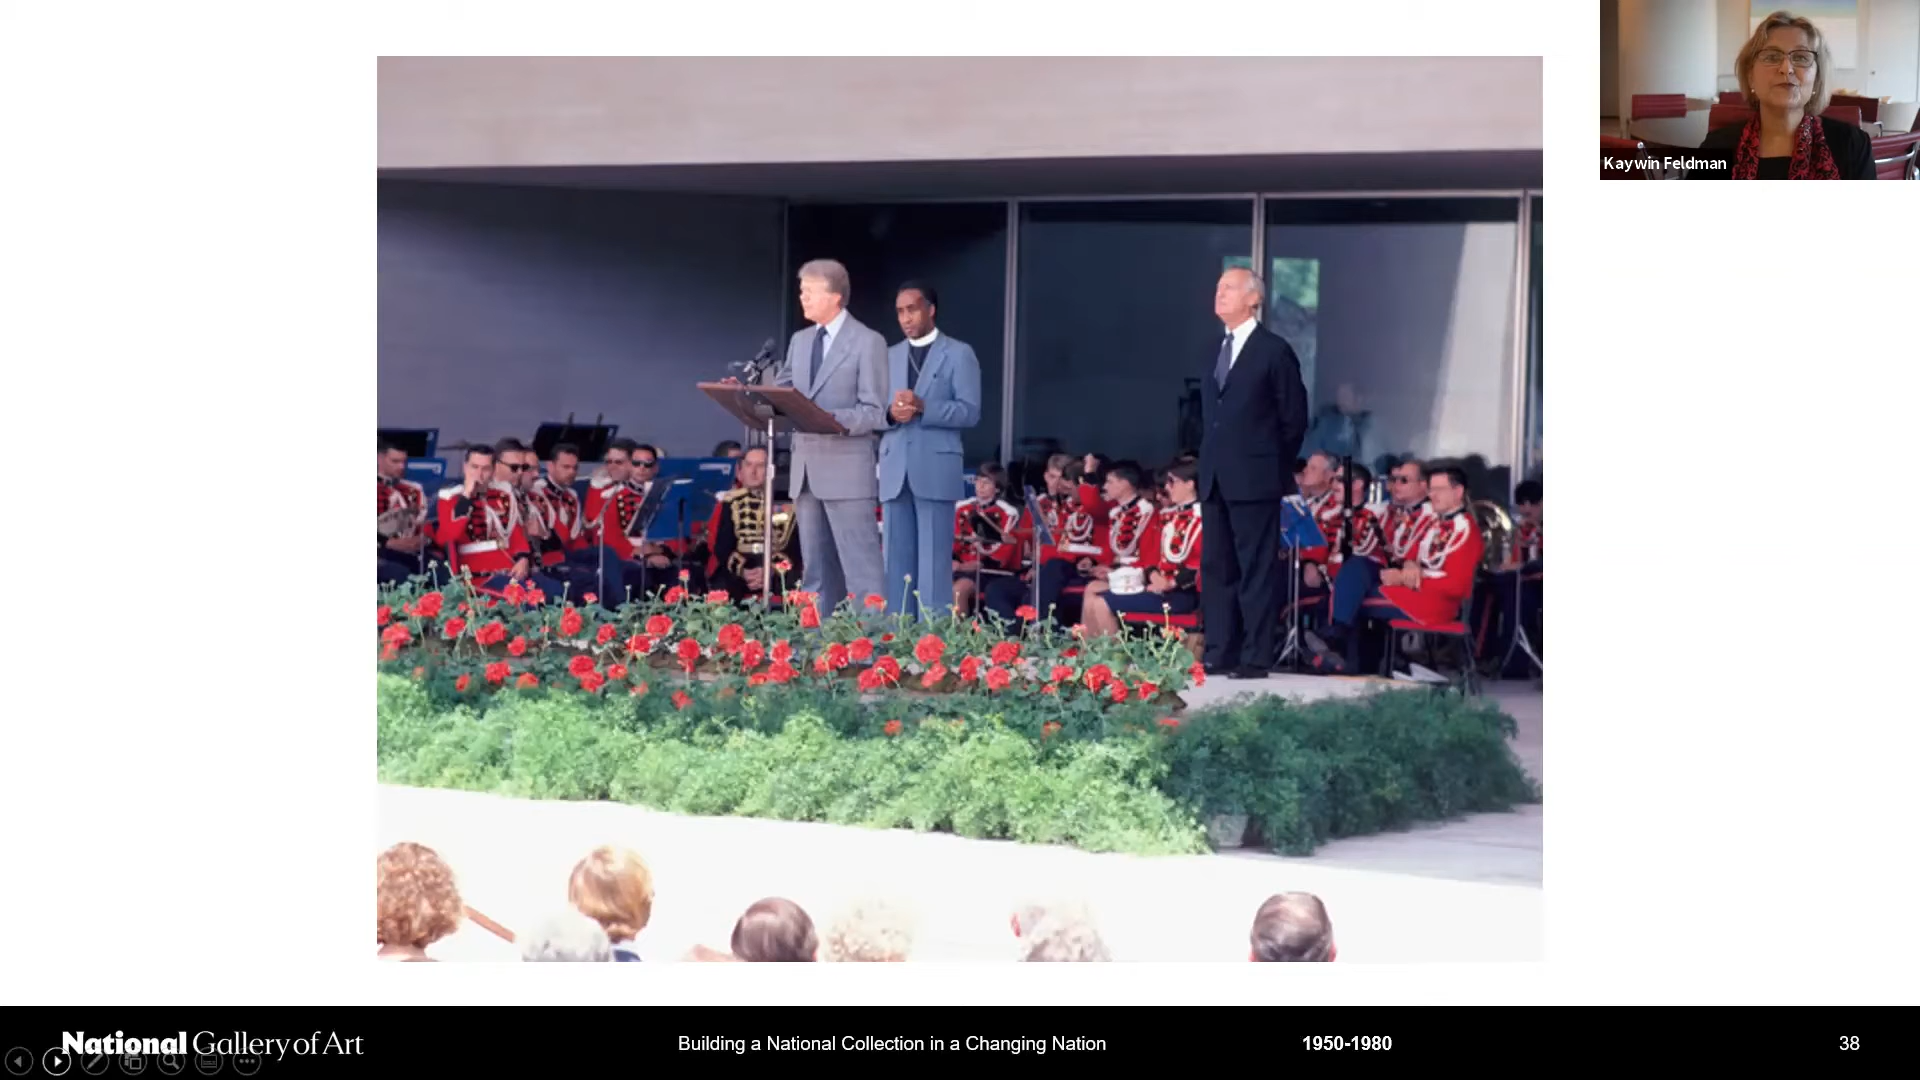 Kaywin Feldman
National Gallery of Art
Building a National Collection in a Changing Nation
1950-1980
38